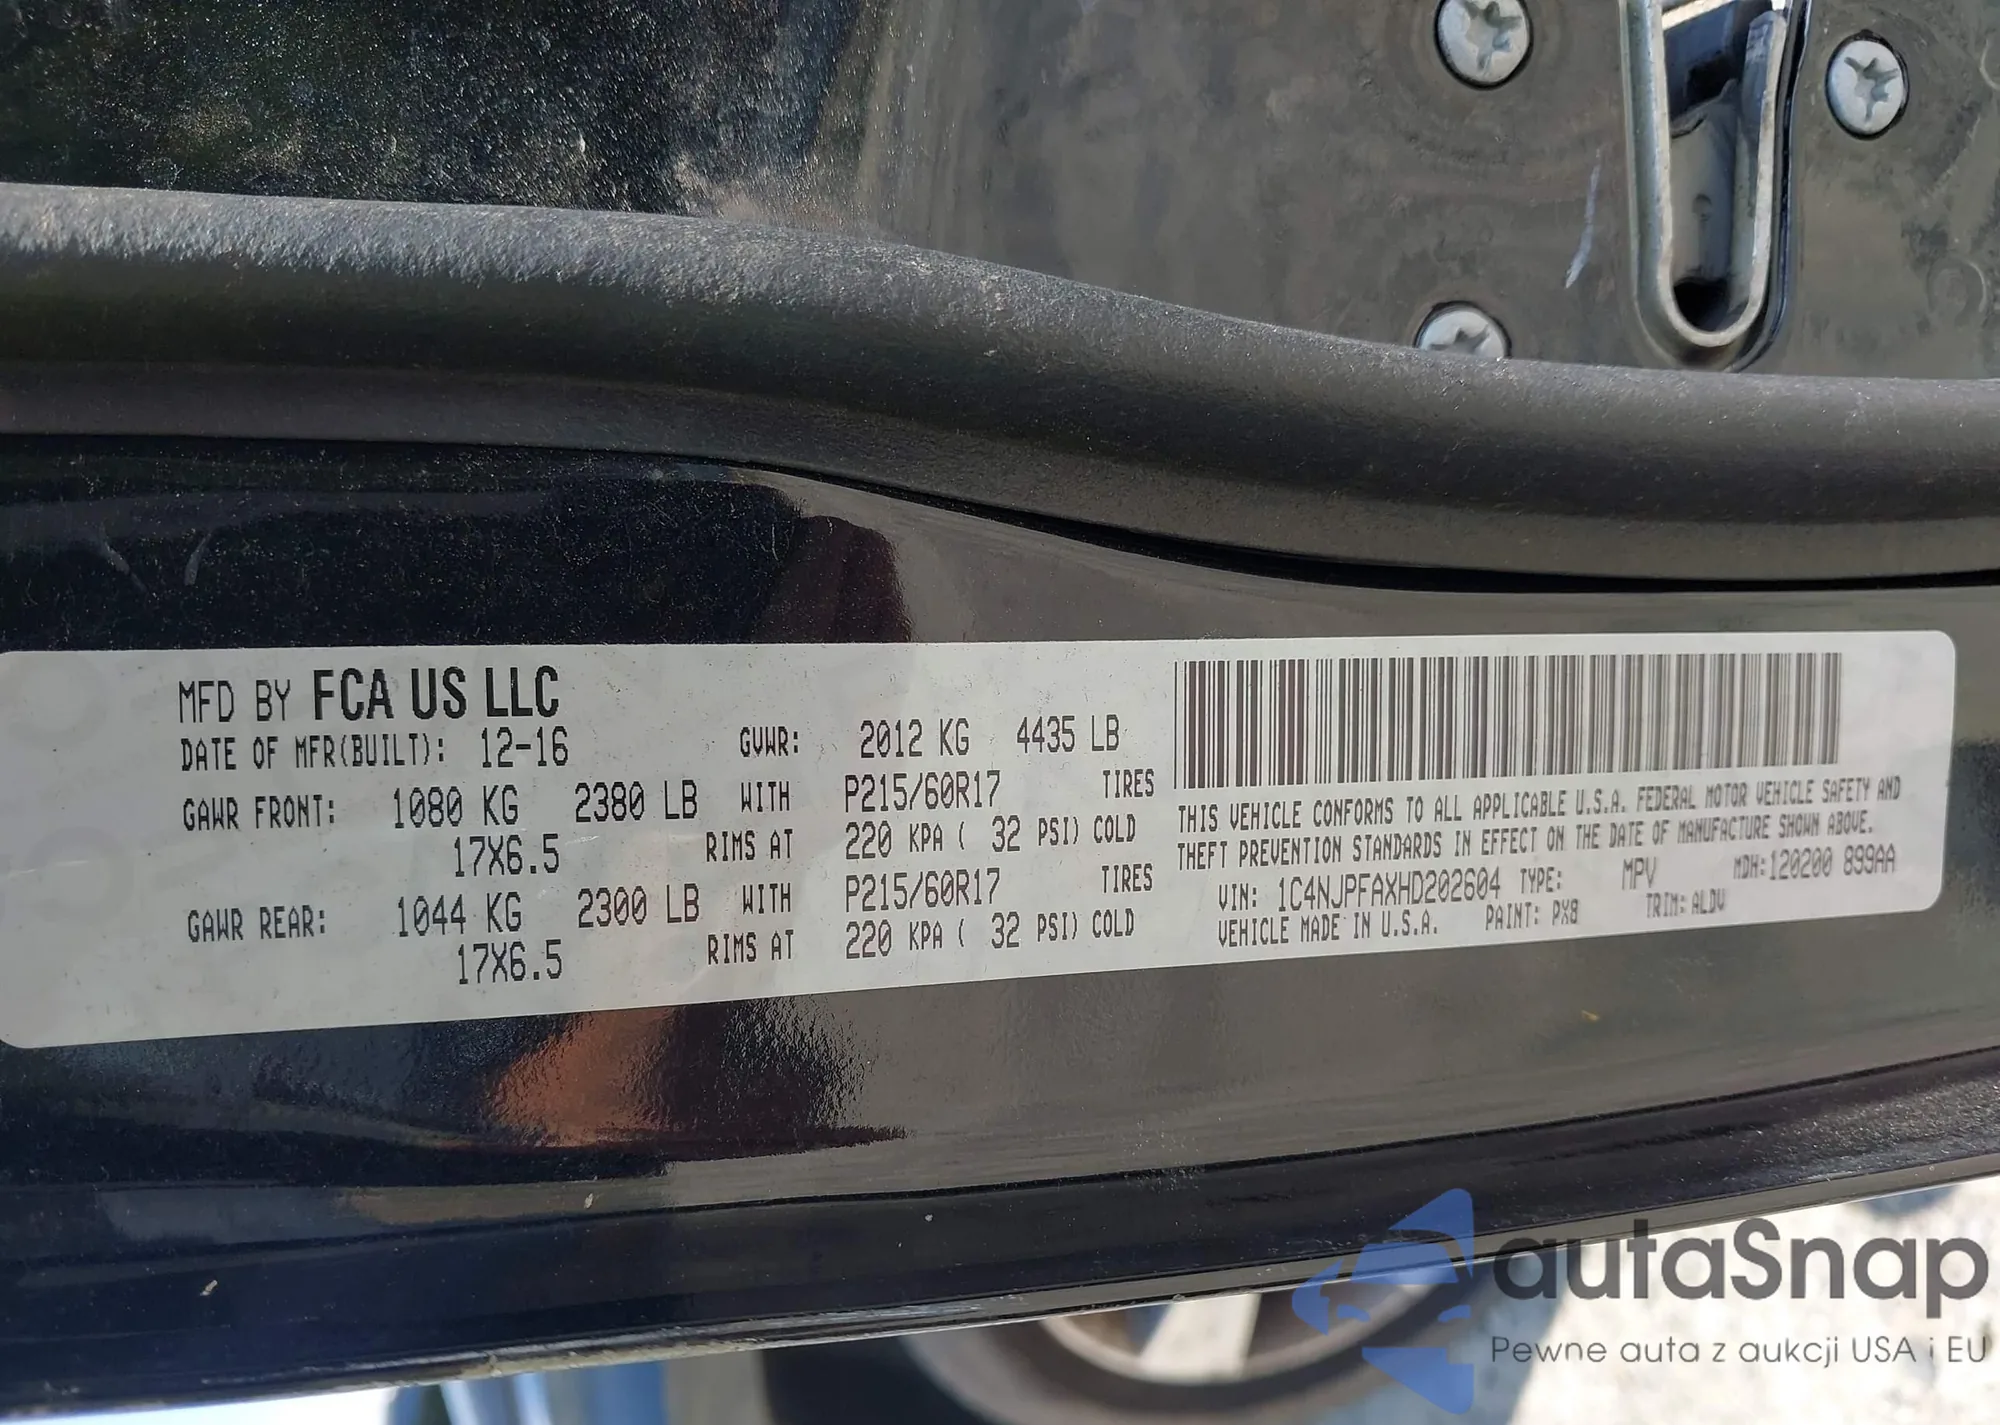 MFD BY FCA US LLC
DATE OF MFR(BUILT): 12-16 GVWR: 2012 KG 4435 LB
GAWR FRONT: 1080 KG 2380 LB WITH P215/60R17 TIRES
17X6.5 RIMS AT 220 KPA ( 32 PSI) COLD
GAWR REAR: 1044 KG 2300 LB WITH P215/60R17 TIRES
17X6.5 RIMS AT 220 KPA ( 32 PSI) COLD
THIS VEHICLE CONFORMS TO ALL APPLICABLE U.S.A. FEDERAL MOTOR VEHICLE SAFETY AND
THEFT PREVENTION STANDARDS IN EFFECT ON THE DATE OF MANUFACTURE SHOWN ABOVE.
VIN: 1C4NJPFAXHD202604 TYPE: MPV MDH:120200 899AA
VEHICLE MADE IN U.S.A. PAINT: PX8 TRIM: ALDV
autaSnap
Pewne auta z aukcji USA i EU